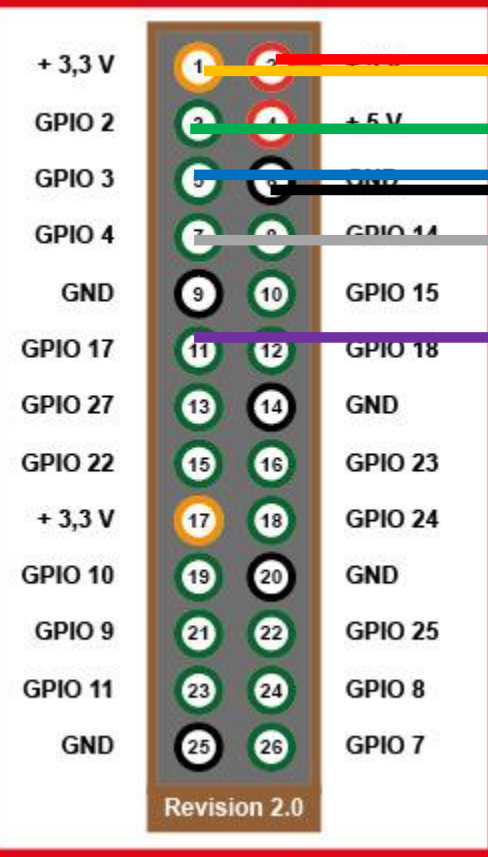 + 3,3 V 1
GPIO 2 + 5 V
GPIO 3 5 6 GND
GPIO 4 7 8 GPIO 14
GND 9 10 GPIO 15
GPIO 17 11 12 GPIO 18
GPIO 27 13 14 GND
GPIO 22 15 16 GPIO 23
+ 3,3 V 17 18 GPIO 24
GPIO 10 19 20 GND
GPIO 9 21 22 GPIO 25
GPIO 11 23 24 GPIO 8
GND 25 26 GPIO 7
Revision 2.0